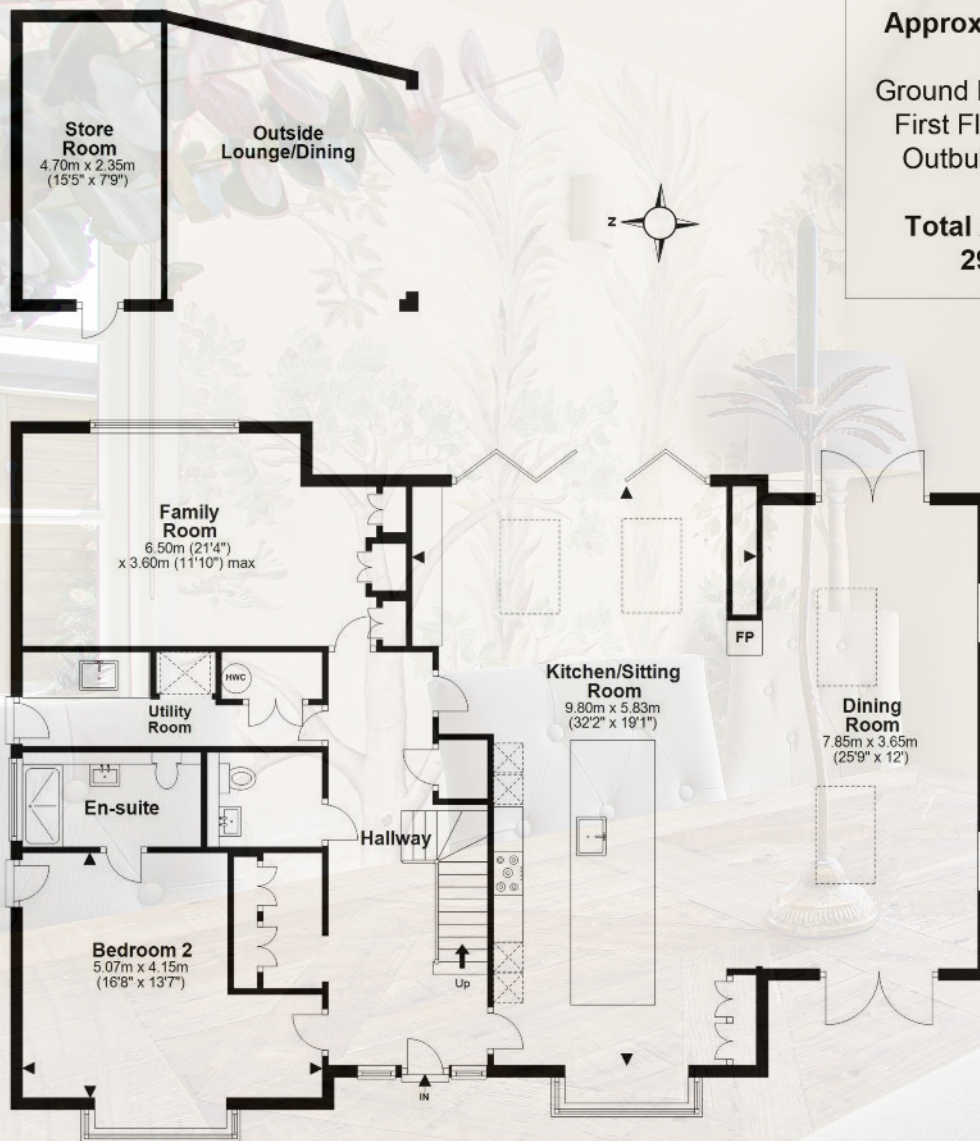 Approx
Ground
First Fl
Outbu
Total
29
Store
Room
4.70m x 2.35m
(15'5" x 7'9")
Outside
Lounge/Dining
N
Family
Room
6.50m (21'4")
x 3.60m (11'10") max
HWC
Utility
Room
FP
Kitchen/Sitting
Room
9.80m x 5.83m
(32'2" x 19'1")
Dining
Room
7.85m x 3.65m
(25'9" x 12')
En-suite
Hallway
Bedroom 2
5.07m x 4.15m
(16'8" x 13'7")
Up
IN